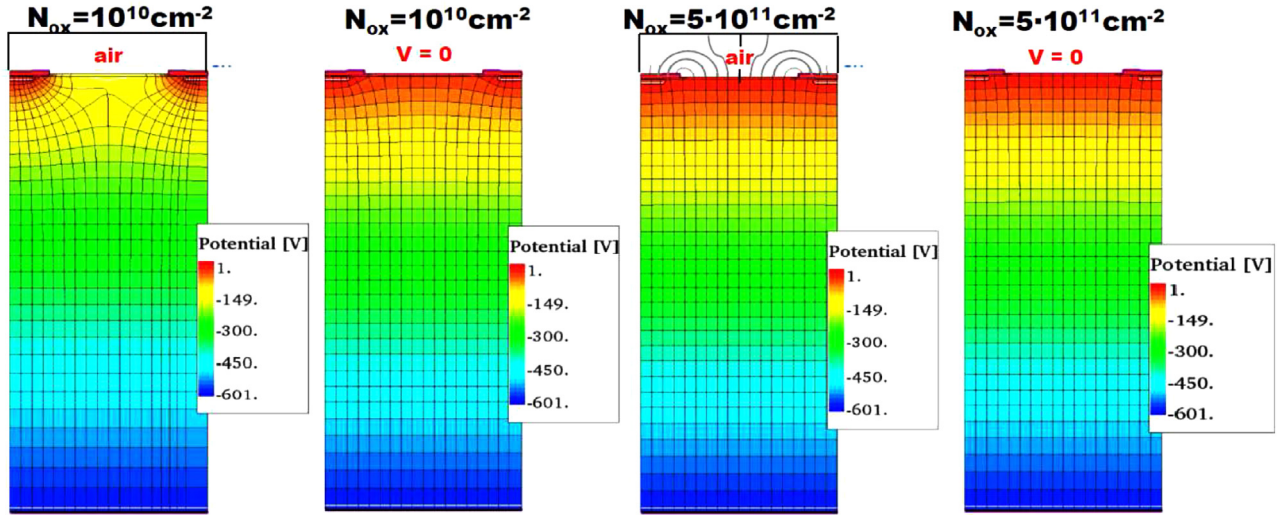 Nox=10¹⁰cm⁻²
air
Potential [V]
1.
-149.
-300.
-450.
-601.
Nox=10¹⁰cm⁻²
V = 0
Potential [V]
1.
-149.
-300.
-450.
-601.
Nox=5·10¹¹cm⁻²
air
Potential [V]
1.
-149.
-300.
-450.
-601.
Nox=5·10¹¹cm⁻²
V = 0
Potential [V]
1.
-149.
-300.
-450.
-601.